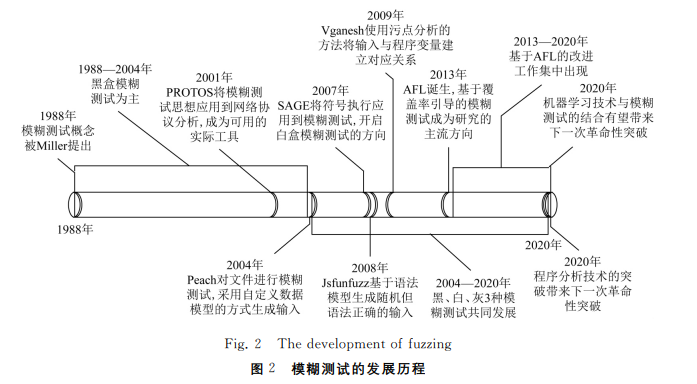 2009年
Vganesh使用污点分析的
方法将输入与程序变量建
立对应关系
2013—2020年
基于AFL的改进
工作集中出现
1988—2004年
黑盒模糊
测试为主
2001年
PROTOS将模糊测
试思想应用到网络协
议分析,成为可用的
实际工具
2007年
SAGE将符号执行应
用到模糊测试,开启
白盒模糊测试的方向
2013年
AFL诞生,基于覆
盖率引导的模糊
测试成为研究的
主流方向
2020年
机器学习技术与模糊
测试的结合有望带来
下一次革命性突破
1988年
模糊测试概念
被Miller提出
1988年
2020年
2004年
Peach对文件进行模糊
测试,采用自定义数据
模型的方式生成输入
2008年
Jsfunfuzz基于语法
模型生成随机但
语法正确的输入
2004—2020年
黑、白、灰3种模
糊测试共同发展
2020年
程序分析技术的突
破带来下一次革命
性突破
Fig. 2 The development of fuzzing
图 2 模糊测试的发展历程